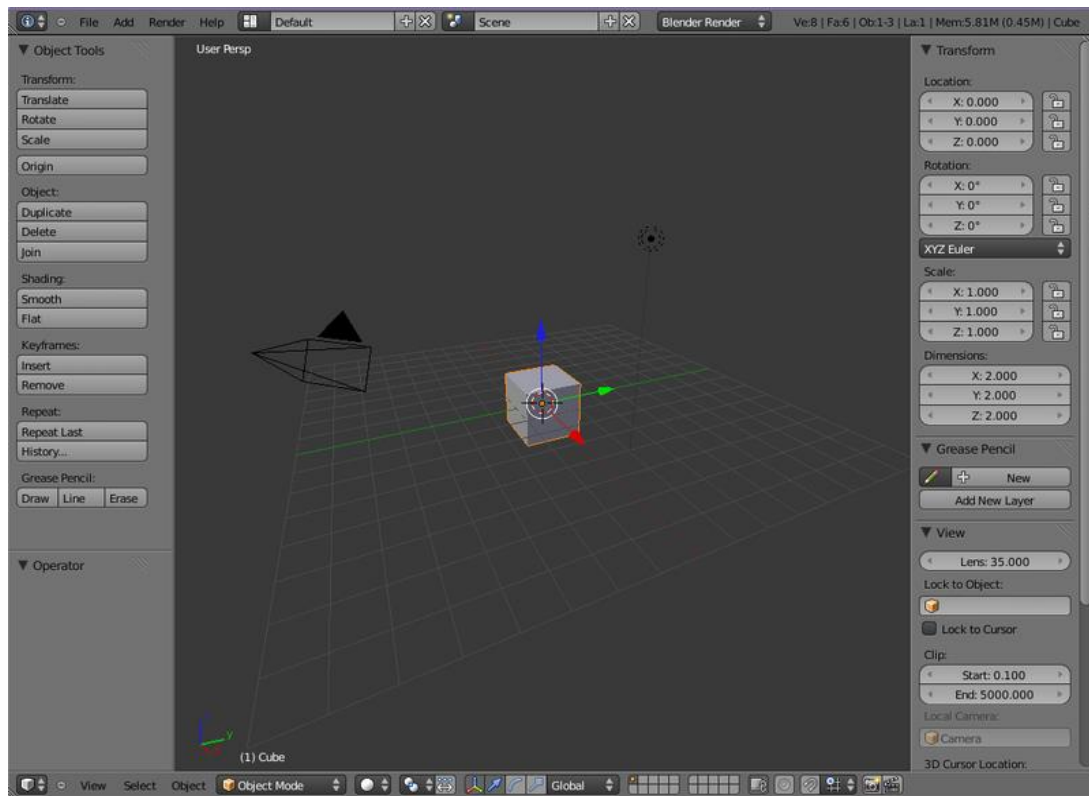 File Add Render Help Default Scene Blender Render Ve:8 | Fa:6 | Ob:1-3 | La:1 | Mem:5.81M (0.45M) | Cube
Object Tools
Transform:
Translate
Rotate
Scale
Origin
Object:
Duplicate
Delete
Join
Shading:
Smooth
Flat
Keyframes:
Insert
Remove
Repeat:
Repeat Last
History...
Grease Pencil:
Draw Line Erase
Operator
User Persp
y
(1) Cube
Transform
Location:
X: 0.000
Y: 0.000
Z: 0.000
Rotation:
X: 0°
Y: 0°
Z: 0°
XYZ Euler
Scale:
X: 1.000
Y: 1.000
Z: 1.000
Dimensions:
X: 2.000
Y: 2.000
Z: 2.000
Grease Pencil
New
Add New Layer
View
Lens: 35.000
Lock to Object:
Lock to Cursor
Clip:
Start: 0.100
End: 5000.000
Local Camera:
Camera
3D Cursor Location:
View Select Object Object Mode Global